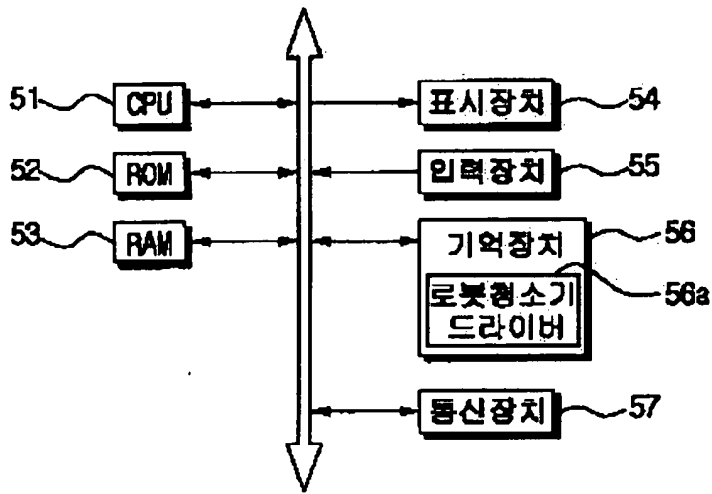 51 CPU 표시장치 54
52 ROM 입력장치 55
53 RAM 기억장치 56
로봇청소기 56a
드라이버
통신장치 57